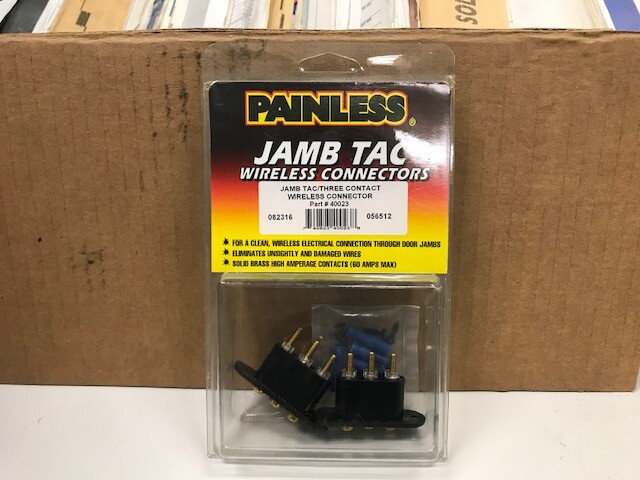 SOL
PAINLESS®
JAMB TAC
WIRELESS CONNECTORS
JAMB TAC/THREE CONTACT
WIRELESS CONNECTOR
Part # 40023
082316 056512
FOR A CLEAN, WIRELESS ELECTRICAL CONNECTION THROUGH DOOR JAMBS
ELIMINATES UNSIGHTLY AND DAMAGED WIRES
SOLID BRASS HIGH AMPERAGE CONTACTS (60 AMPS MAX)